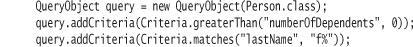 QueryObject query = new QueryObject(Person.class);
query.addCriteria(Criteria.greaterThan("numberOfDependents", 0));
query.addCriteria(Criteria.matches("lastName", "f%"));